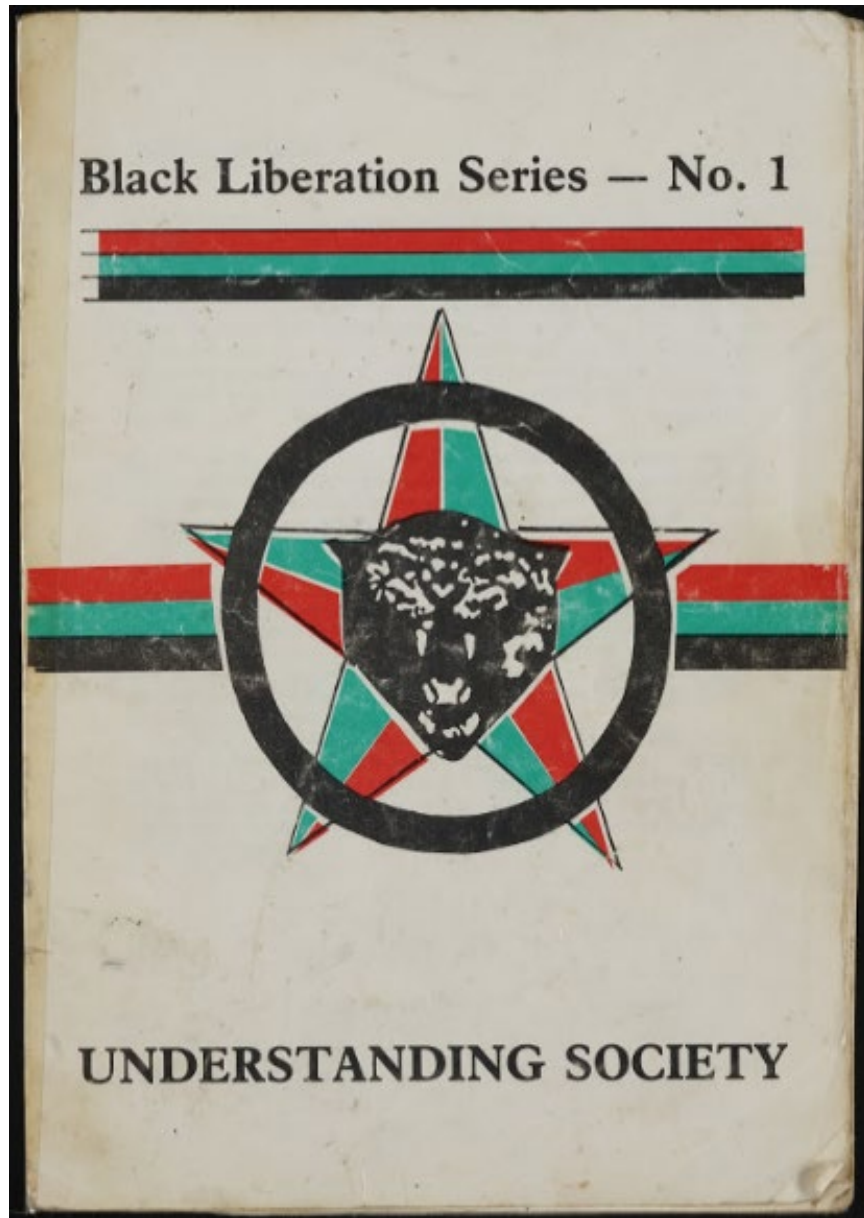 Black Liberation Series — No. 1
UNDERSTANDING SOCIETY